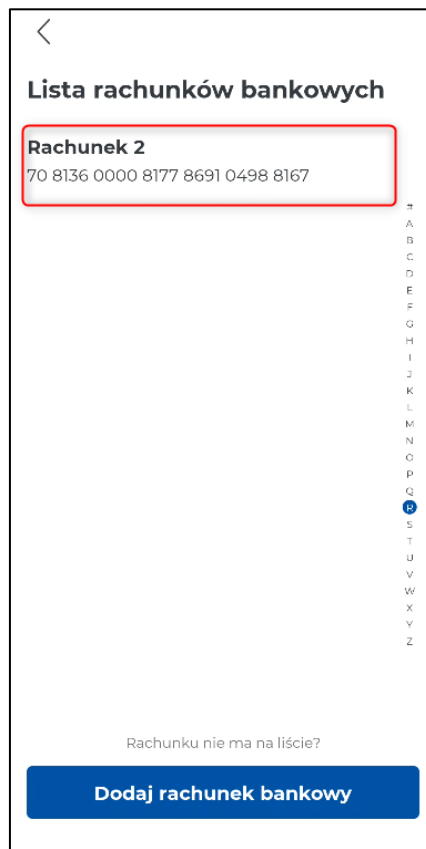 Lista rachunków bankowych
Rachunek 2
70 8136 0000 8177 8691 0498 8167
#
A
B
C
D
E
F
G
H
I
J
K
L
M
N
O
P
Q
R
S
T
U
V
W
X
Y
Z
Rachunku nie ma na liście?
Dodaj rachunek bankowy